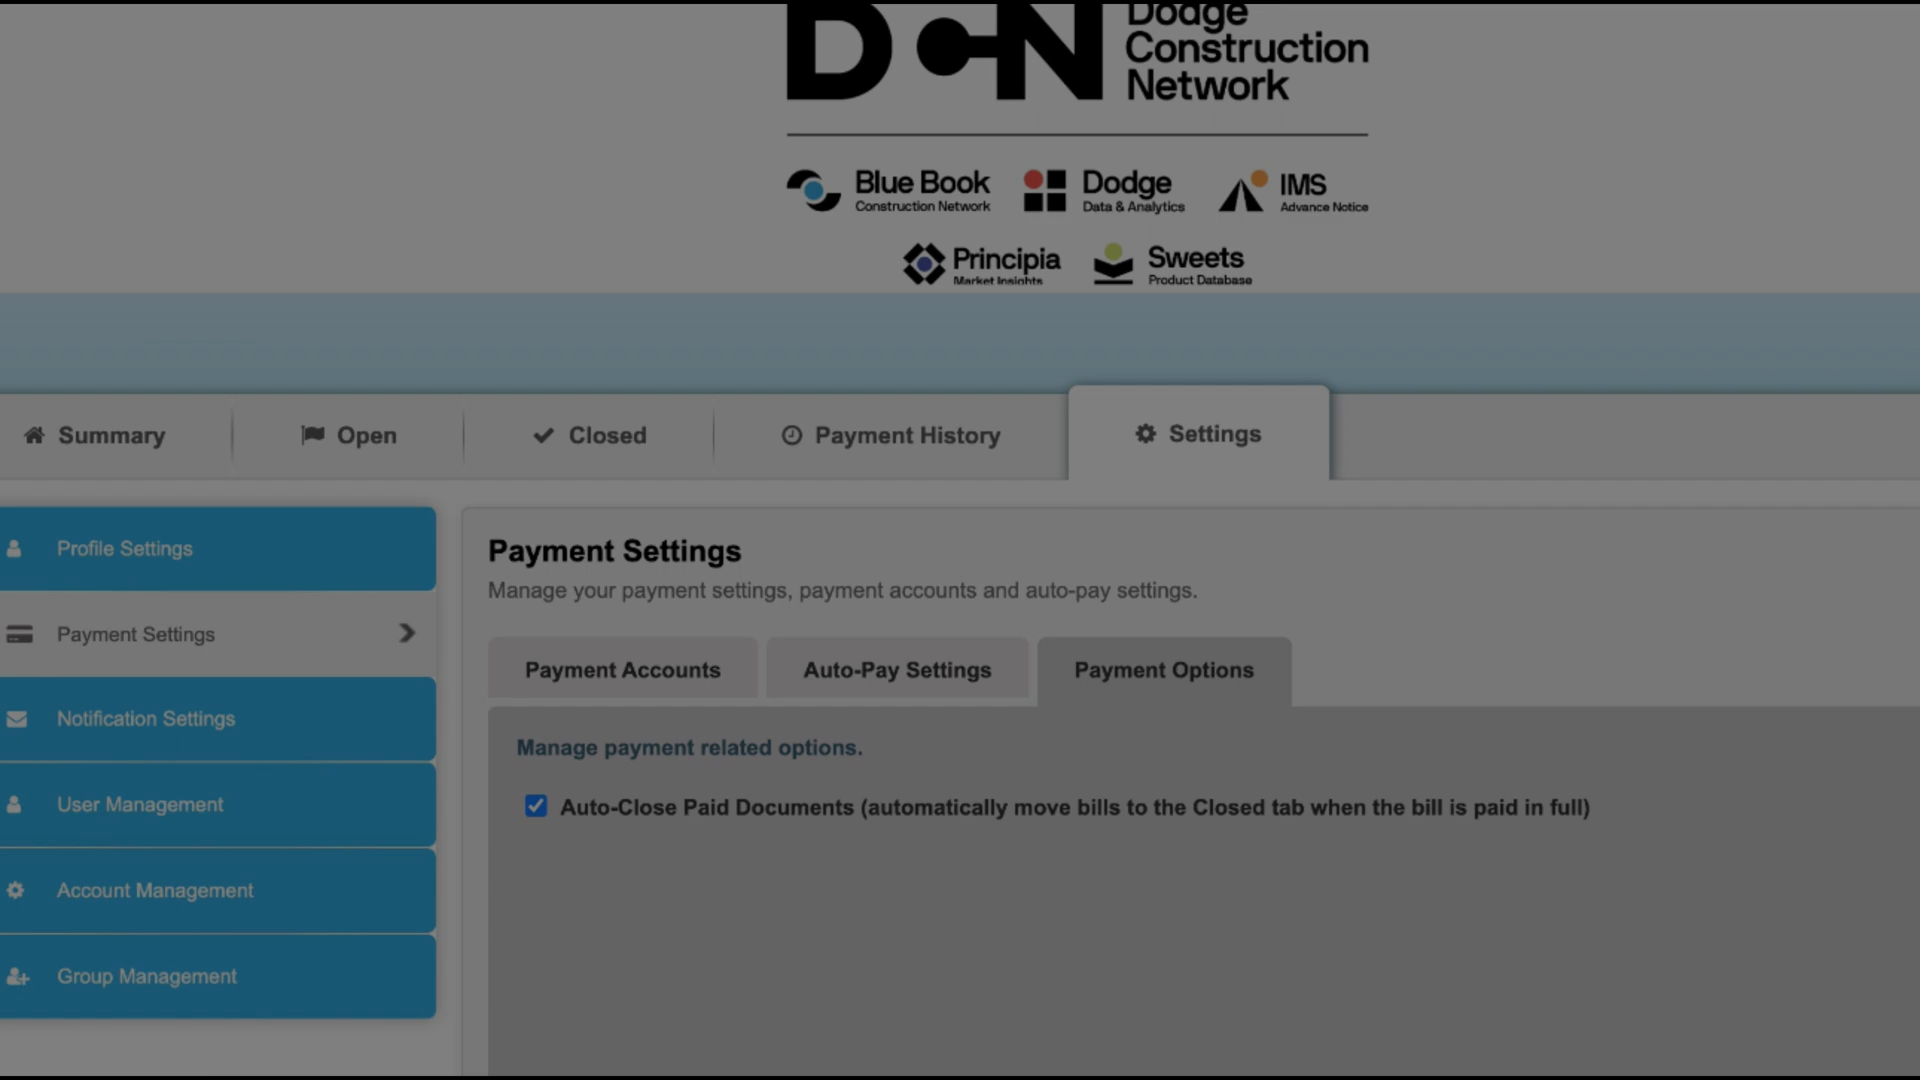 DCN
Dodge
Construction
Network
Blue Book
Construction Network
Dodge
Data & Analytics
IMS
Advance Notice
Principia
Market Insights
Sweets
Product Database
Summary
Open
Closed
Payment History
Settings
Profile Settings
Payment Settings
Notification Settings
User Management
Account Management
Group Management
Payment Settings
Manage your payment settings, payment accounts and auto-pay settings.
Payment Accounts
Auto-Pay Settings
Payment Options
Manage payment related options.
Auto-Close Paid Documents (automatically move bills to the Closed tab when the bill is paid in full)